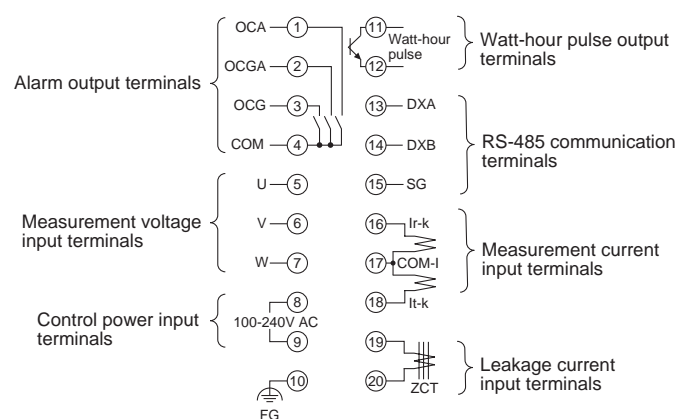 Alarm output terminals
OCA
1
OCGA
2
OCG
3
COM
4
Measurement voltage
input terminals
U
5
V
6
W
7
Control power input
terminals
8
100-240V AC
9
10
FG
11
Watt-hour
pulse
12
Watt-hour pulse output
terminals
13
DXA
14
DXB
15
SG
RS-485 communication
terminals
16
Ir-k
17
COM-I
18
It-k
Measurement current
input terminals
19
20
ZCT
Leakage current
input terminals